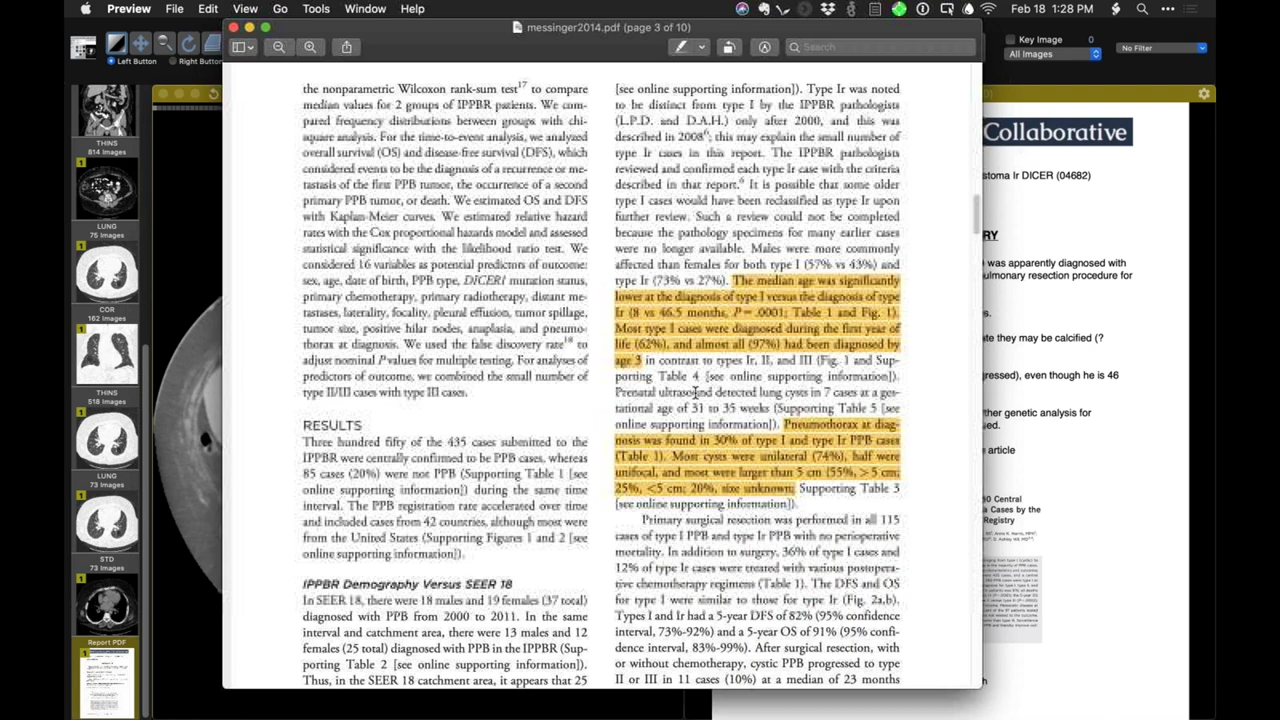 Preview File Edit View Go Tools Window Help
Feb 18 1:28 PM
messinger2014.pdf (page 3 of 10)
Search
Left Button
Right Button
Key Image 0
All Images
No Filter
THINS
814 Images
LUNG
75 Images
COR
162 Images
THINS
518 Images
LUNG
73 Images
STD
73 Images
Report PDF
the nonparametric Wilcoxon rank-sum test17 to compare
median values for 2 groups of IPPBR patients. We com-
pared frequency distributions between groups with chi-
square analysis. For the time-to-event analysis, we analyzed
overall survival (OS) and disease-free survival (DFS), which
considered events to be the diagnosis of a recurrence or me-
tastasis of the first PPB tumor, the occurrence of a second
primary PPB tumor, or death. We estimated OS and DFS
with Kaplan-Meier curves. We estimated relative hazard
rates with the Cox proportional hazards model and assessed
statistical significance with the likelihood ratio test. We
considered 16 variables as potential predictors of outcome:
sex, age, date of birth, PPB type, DICER1 mutation status,
primary chemotherapy, primary radiotherapy, distant me-
tastases, laterality, focality, pleural effusion, tumor spillage,
tumor size, positive hilar nodes, anaplasia, and pneumo-
thorax at diagnosis. We used the false discovery rate18 to
adjust nominal P values for multiple testing. For analyses of
predictors of outcome, we combined the small number of
type II/III cases with type III cases.
RESULTS
Three hundred fifty of the 435 cases submitted to the
IPPBR were centrally confirmed to be PPB cases, whereas
85 cases (20%) were not PPB (Supporting Table 1 [see
online supporting information]) during the same time
interval. The PPB registration rate accelerated over time
and included cases from 42 countries, although most were
from the United States (Supporting Figures 1 and 2 [see
online supporting information]).
Demography Versus SEER 18
In SEER 18, there were 18 males and 19 females (37 total)
diagnosed with PPB from 2000 to 2011. In the same
interval and catchment area, there were 13 males and 12
females (25 total) diagnosed with PPB in the IPPBR (Sup-
porting Table 2 [see online supporting information]).
Thus, in the SEER 18 catchment area, it appears that 25
[see online supporting information]). Type Ir was noted
to be distinct from type I by the IPPBR pathologists
(L.P.D. and D.A.H.) only after 2000, and this was
described in 20086; this may explain the small number of
type Ir cases in this report. The IPPBR pathologists
reviewed and confirmed each type Ir case with the criteria
described in that report.6 It is possible that some older
type I cases would have been reclassified as type Ir upon
further review. Such a review could not be completed
because the pathology specimens for many earlier cases
were no longer available. Males were more commonly
affected than females for both type I (57% vs 43%) and
type Ir (73% vs 27%). The median age was significantly
lower at the diagnosis of type I versus the diagnosis of type
Ir (8 vs 46.5 months, P = .0001, Table 1 and Fig. 1).
Most type I cases were diagnosed during the first year of
life (62%), and almost all (97%) had been diagnosed by
age 3 in contrast to types Ir, II, and III (Fig. 1 and Sup-
porting Table 4 [see online supporting information]).
Prenatal ultrasound detected lung cysts in 7 cases at a ges-
tational age of 31 to 35 weeks (Supporting Table 5 [see
online supporting information]). Pneumothorax at diag-
nosis was found in 30% of type I and type Ir PPB cases
(Table 1). Most cysts were unilateral (74%), half were
unifocal, and most were larger than 5 cm (55%, > 5 cm;
25%, <5 cm; 20%, size unknown; Supporting Table 3
[see online supporting information]).
Primary surgical resection was performed in all 115
cases of type I PPB and type Ir PPB with no perioperative
mortality. In addition to surgery, 36% of type I cases and
12% of type Ir cases were treated with various postopera-
tive chemotherapy regimens (Table 1). The DFS and OS
for type I were similar to those for type Ir (Fig. 2a,b).
Types I and Ir had a 5-year DFS of 82% (95% confidence
interval, 73%-92%) and a 5-year OS of 91% (95% confi-
dence interval, 83%-
with or without chemotherapy, cystic PPB progressed to type
II or III in 11 cases (10%) at a median of 23 months
Collaborative
stoma Ir DICER (04682)
RY
was apparently diagnosed with
ulmonary resection procedure for
s.
ate they may be calcified (?
gressed), even though he is 46
ther genetic analysis for
ued.
article
50 Central
a Cases by the
Registry